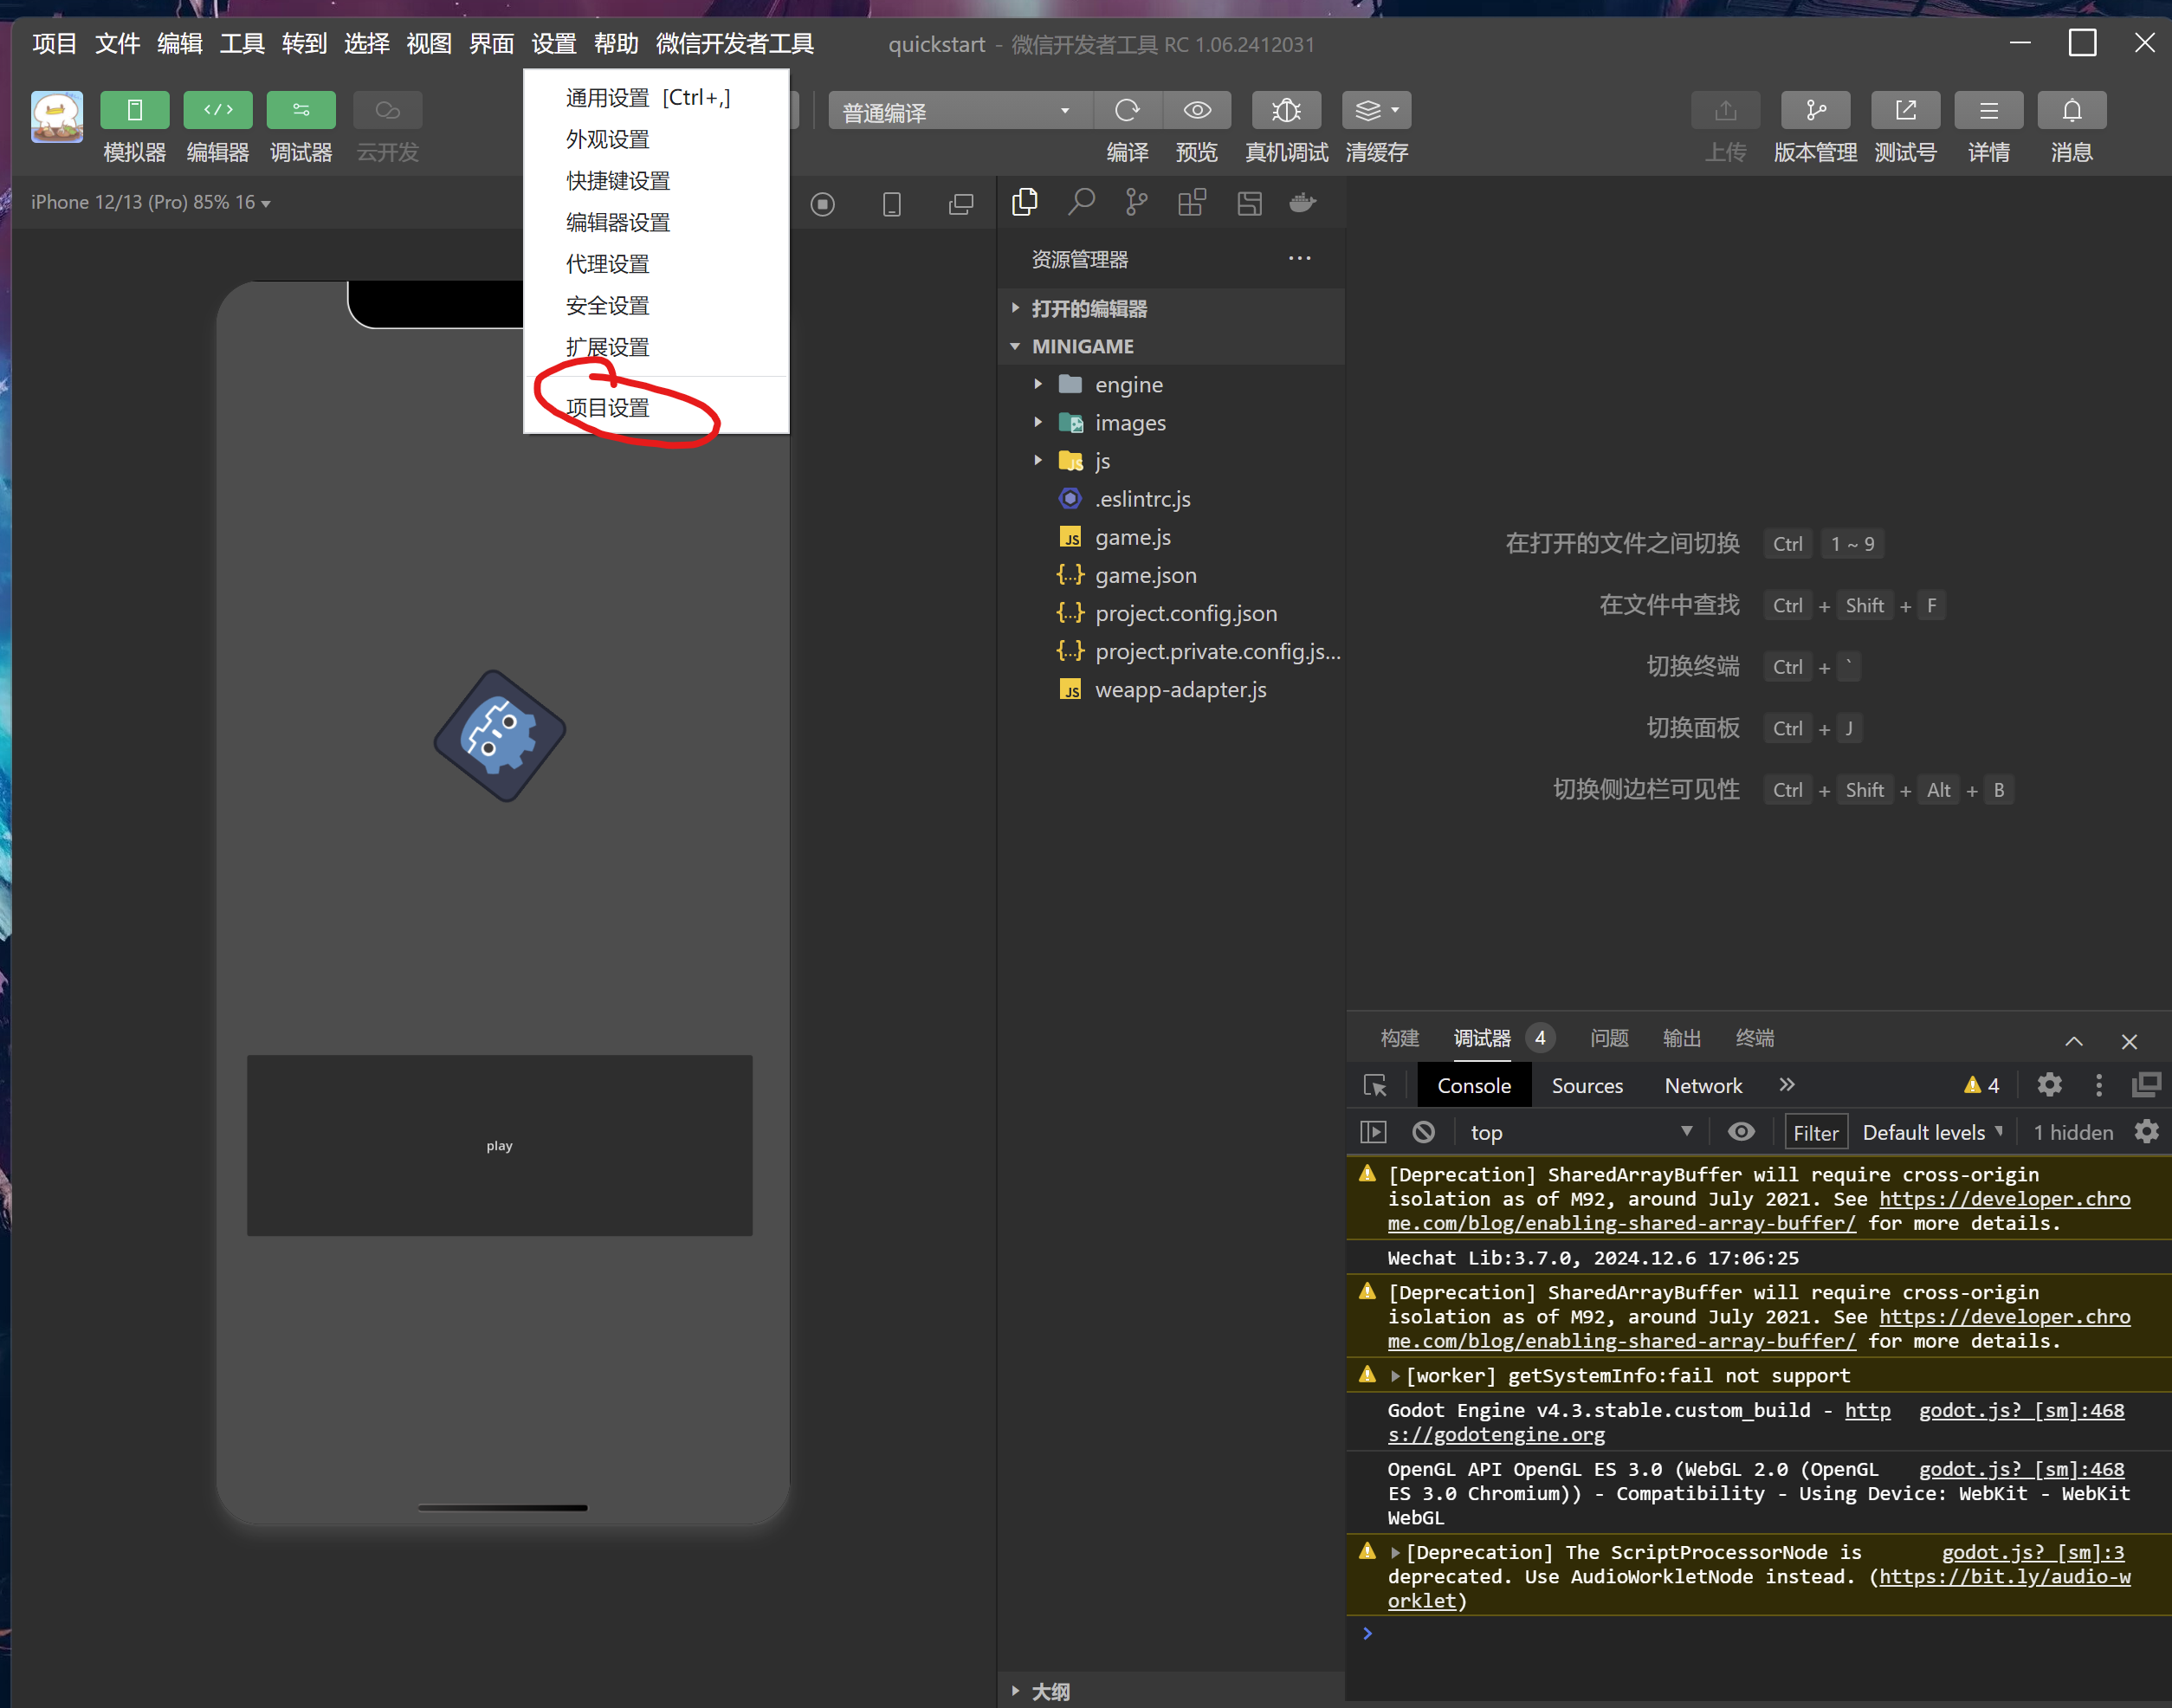 项目 文件 编辑 工具 转到 选择 视图 界面 设置 帮助 微信开发者工具 quickstart - 微信开发者工具 RC 1.06.2412031
通用设置 [Ctrl+,]
外观设置
快捷键设置
编辑器设置
代理设置
安全设置
扩展设置
项目设置
普通编译
模拟器 编辑器 调试器 云开发 编译 预览 真机调试 清缓存 上传 版本管理 测试号 详情 消息
iPhone 12/13 (Pro) 85% 16
play
资源管理器
打开的编辑器
MINIGAME
engine
images
js
.eslintrc.js
game.js
game.json
project.config.json
project.private.config.js...
weapp-adapter.js
大纲
在打开的文件之间切换 Ctrl 1 ~ 9
在文件中查找 Ctrl + Shift + F
切换终端 Ctrl + `
切换面板 Ctrl + J
切换侧边栏可见性 Ctrl + Shift + Alt + B
构建 调试器 4 问题 输出 终端
Console Sources Network 4
top Filter Default levels 1 hidden
[Deprecation] SharedArrayBuffer will require cross-origin
isolation as of M92, around July 2021. See https://developer.chro
me.com/blog/enabling-shared-array-buffer/ for more details.
Wechat Lib:3.7.0, 2024.12.6 17:06:25
[Deprecation] SharedArrayBuffer will require cross-origin
isolation as of M92, around July 2021. See https://developer.chro
me.com/blog/enabling-shared-array-buffer/ for more details.
[worker] getSystemInfo:fail not support
Godot Engine v4.3.stable.custom_build - http godot.js? [sm]:468
s://godotengine.org
OpenGL API OpenGL ES 3.0 (WebGL 2.0 (OpenGL godot.js? [sm]:468
ES 3.0 Chromium)) - Compatibility - Using Device: WebKit - WebKit
WebGL
[Deprecation] The ScriptProcessorNode is godot.js? [sm]:3
deprecated. Use AudioWorkletNode instead. (https://bit.ly/audio-w
orklet)